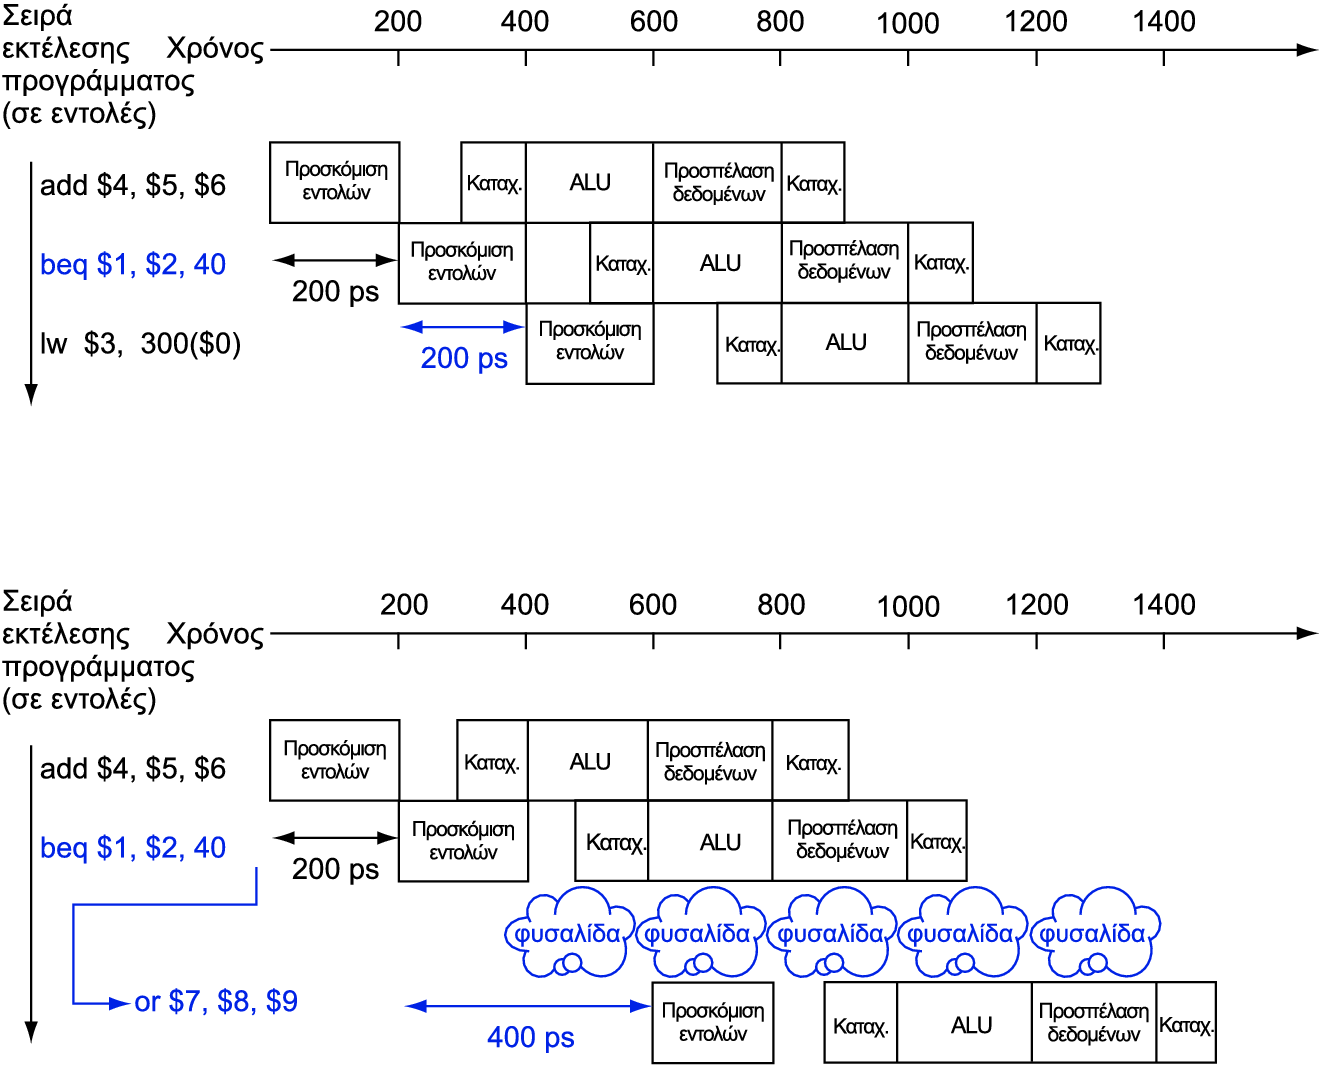 Σειρά
εκτέλεσης Χρόνος
προγράμματος
(σε εντολές)
200 400 600 800 1000 1200 1400
add $4, $5, $6
Προσκόμιση
εντολών
Καταχ.
ALU
Προσπέλαση
δεδομένων
Καταχ.
beq $1, $2, 40
200 ps
Προσκόμιση
εντολών
Καταχ.
ALU
Προσπέλαση
δεδομένων
Καταχ.
lw $3, 300($0)
200 ps
Προσκόμιση
εντολών
Καταχ.
ALU
Προσπέλαση
δεδομένων
Καταχ.
Σειρά
εκτέλεσης Χρόνος
προγράμματος
(σε εντολές)
200 400 600 800 1000 1200 1400
add $4, $5, $6
Προσκόμιση
εντολών
Καταχ.
ALU
Προσπέλαση
δεδομένων
Καταχ.
beq $1, $2, 40
200 ps
Προσκόμιση
εντολών
Καταχ.
ALU
Προσπέλαση
δεδομένων
Καταχ.
φυσαλίδα φυσαλίδα φυσαλίδα φυσαλίδα φυσαλίδα
or $7, $8, $9
400 ps
Προσκόμιση
εντολών
Καταχ.
ALU
Προσπέλαση
δεδομένων
Καταχ.